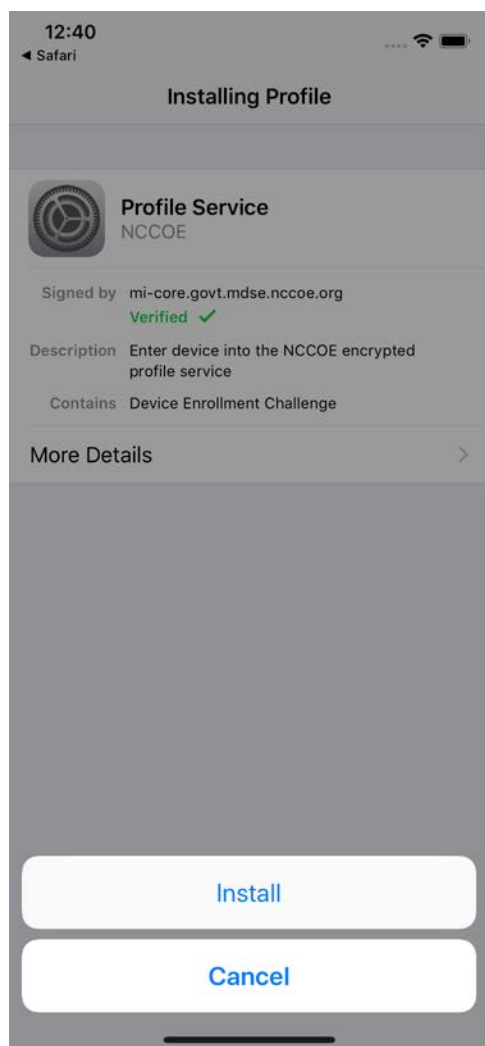 12:40
◀ Safari
Installing Profile
Profile Service
NCCOE
Signed by mi-core.govt.mdse.nccoe.org
Verified ✓
Description Enter device into the NCCOE encrypted
profile service
Contains Device Enrollment Challenge
More Details
Install
Cancel